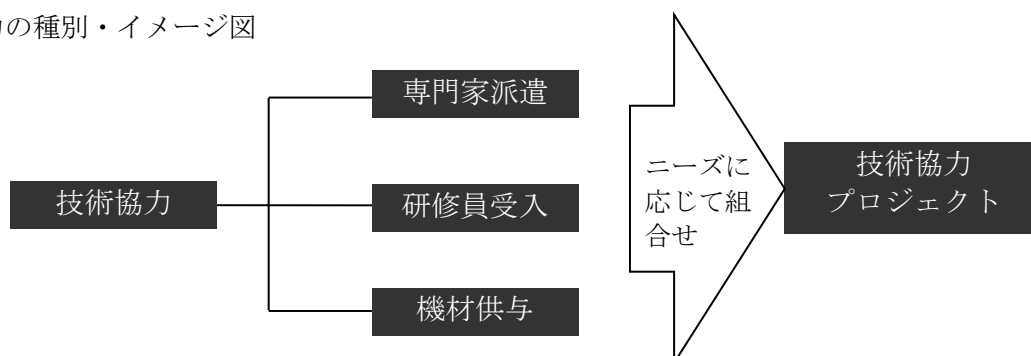 の種別・イメージ図
専門家派遣
技術協力
研修員受入
機材供与
ニーズに
応じて組
合せ
技術協力
プロジェクト